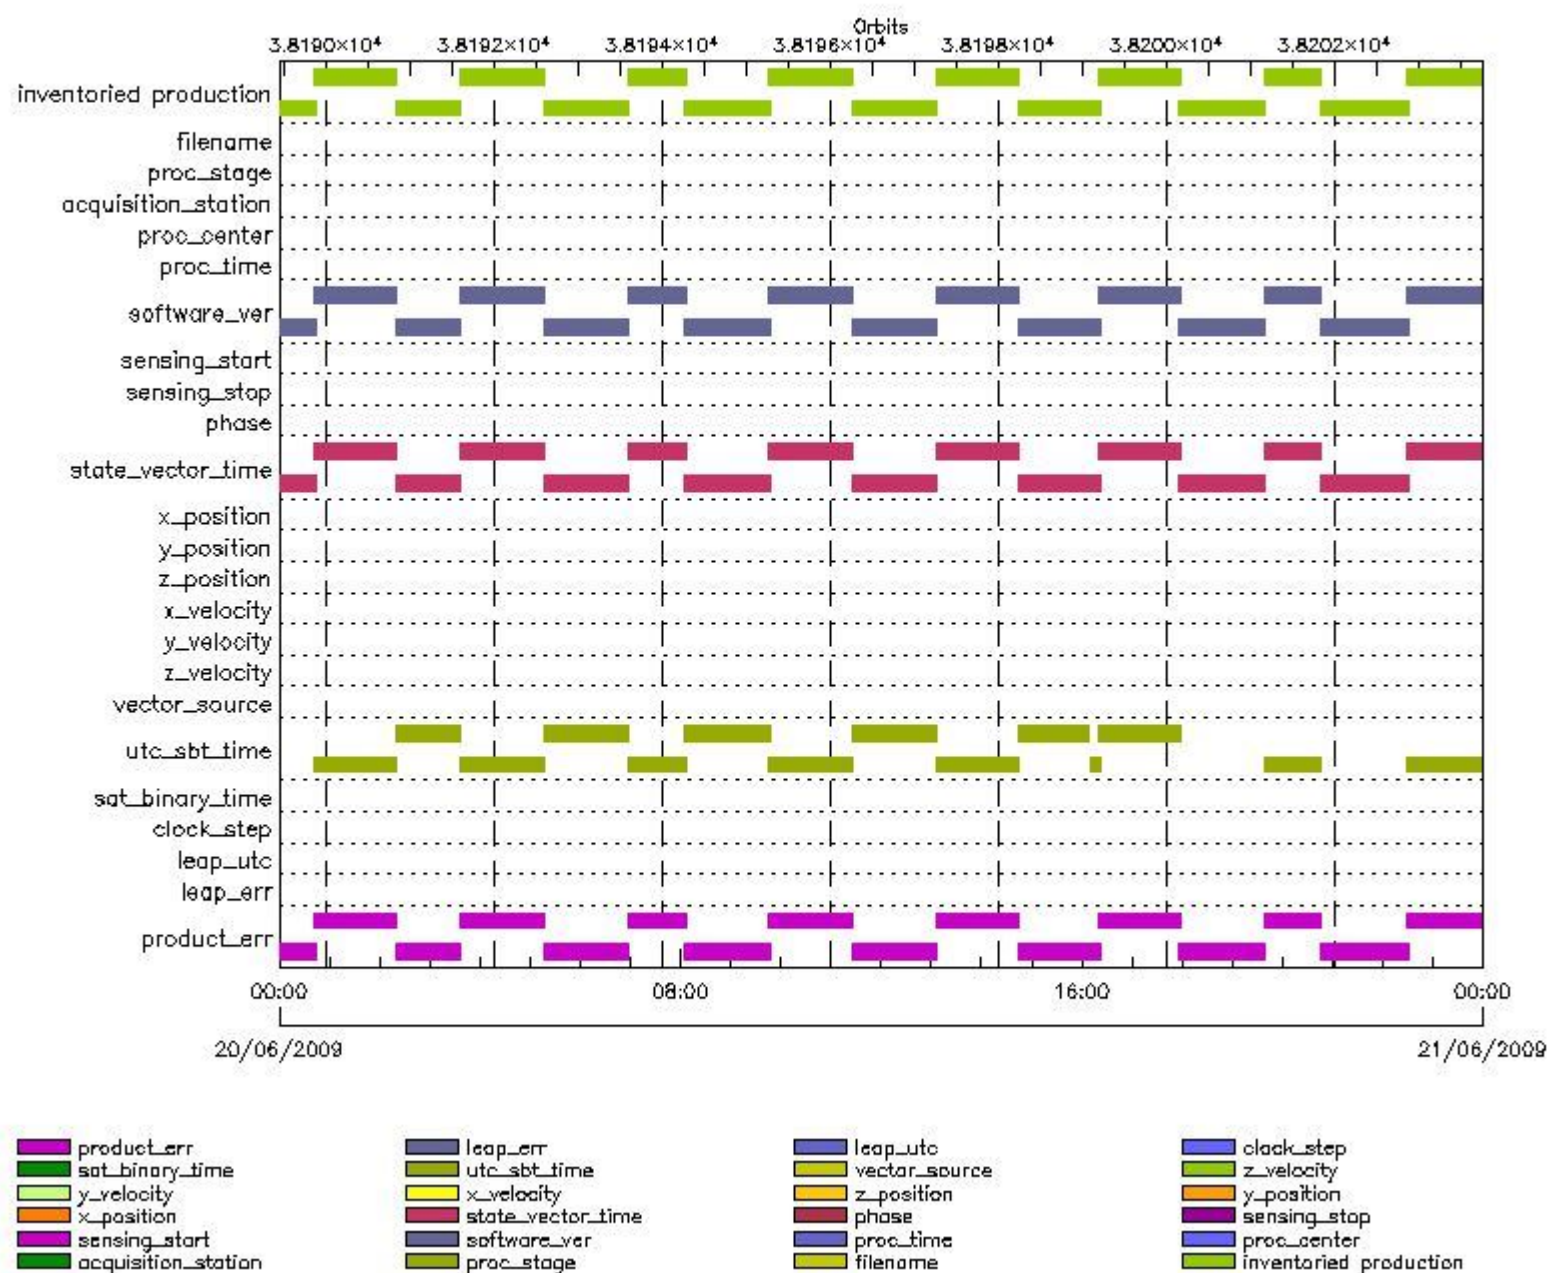 Orbits
3.8190×10⁴ 3.8192×10⁴ 3.8194×10⁴ 3.8196×10⁴ 3.8198×10⁴ 3.8200×10⁴ 3.8202×10⁴
inventoried production
filename
proc_stage
acquisition_station
proc_center
proc_time
software_ver
sensing_start
sensing_stop
phase
state_vector_time
x_position
y_position
z_position
x_velocity
y_velocity
z_velocity
vector_source
utc_sbt_time
sat_binary_time
clock_step
leap_utc
leap_err
product_err
00:00 08:00 16:00 00:00
20/06/2009 21/06/2009
product_err leap_err leap_utc clock_step
sat_binary_time utc_sbt_time vector_source z_velocity
y_velocity x_velocity z_position y_position
x_position state_vector_time phase sensing_stop
sensing_start software_ver proc_time proc_center
acquisition_station proc_stage filename inventoried production